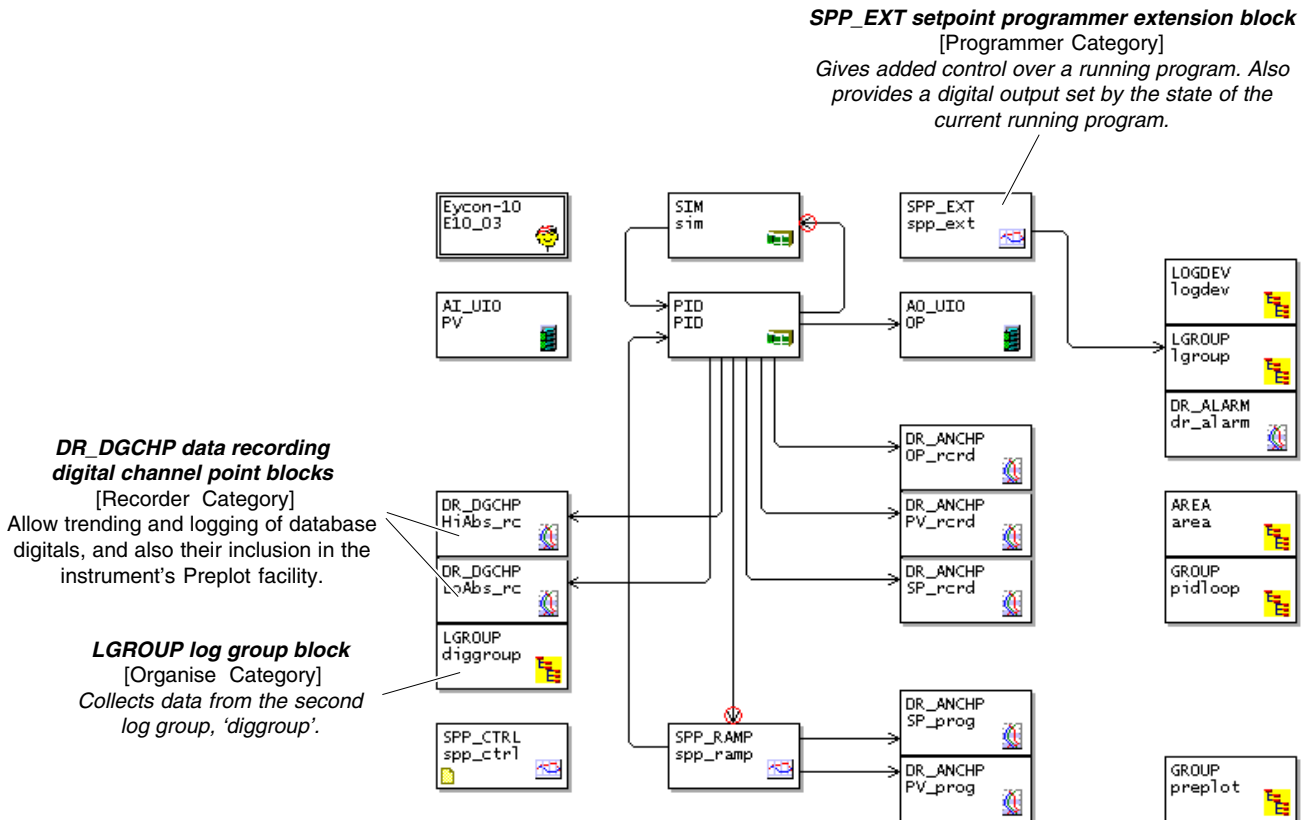 SPP_EXT setpoint programmer extension block
[Programmer Category]
Gives added control over a running program. Also
provides a digital output set by the state of the
current running program.
Eycon-10
E10_03
SIM
sim
SPP_EXT
spp_ext
LOGDEV
logdev
AI_UIO
PV
PID
PID
AO_UIO
OP
LGROUP
lgroup
DR_ALARM
dr_alarm
DR_DGCHP data recording
digital channel point blocks
[Recorder Category]
Allow trending and logging of database
digitals, and also their inclusion in the
instrument's Preplot facility.
DR_ANCHP
OP_rcrd
DR_DGCHP
HiAbs_rc
DR_ANCHP
PV_rcrd
AREA
area
DR_DGCHP
LoAbs_rc
DR_ANCHP
SP_rcrd
GROUP
pidloop
LGROUP log group block
[Organise Category]
Collects data from the second
log group, 'diggroup'.
LGROUP
diggroup
DR_ANCHP
SP_prog
SPP_CTRL
spp_ctrl
SPP_RAMP
spp_ramp
DR_ANCHP
PV_prog
GROUP
preplot